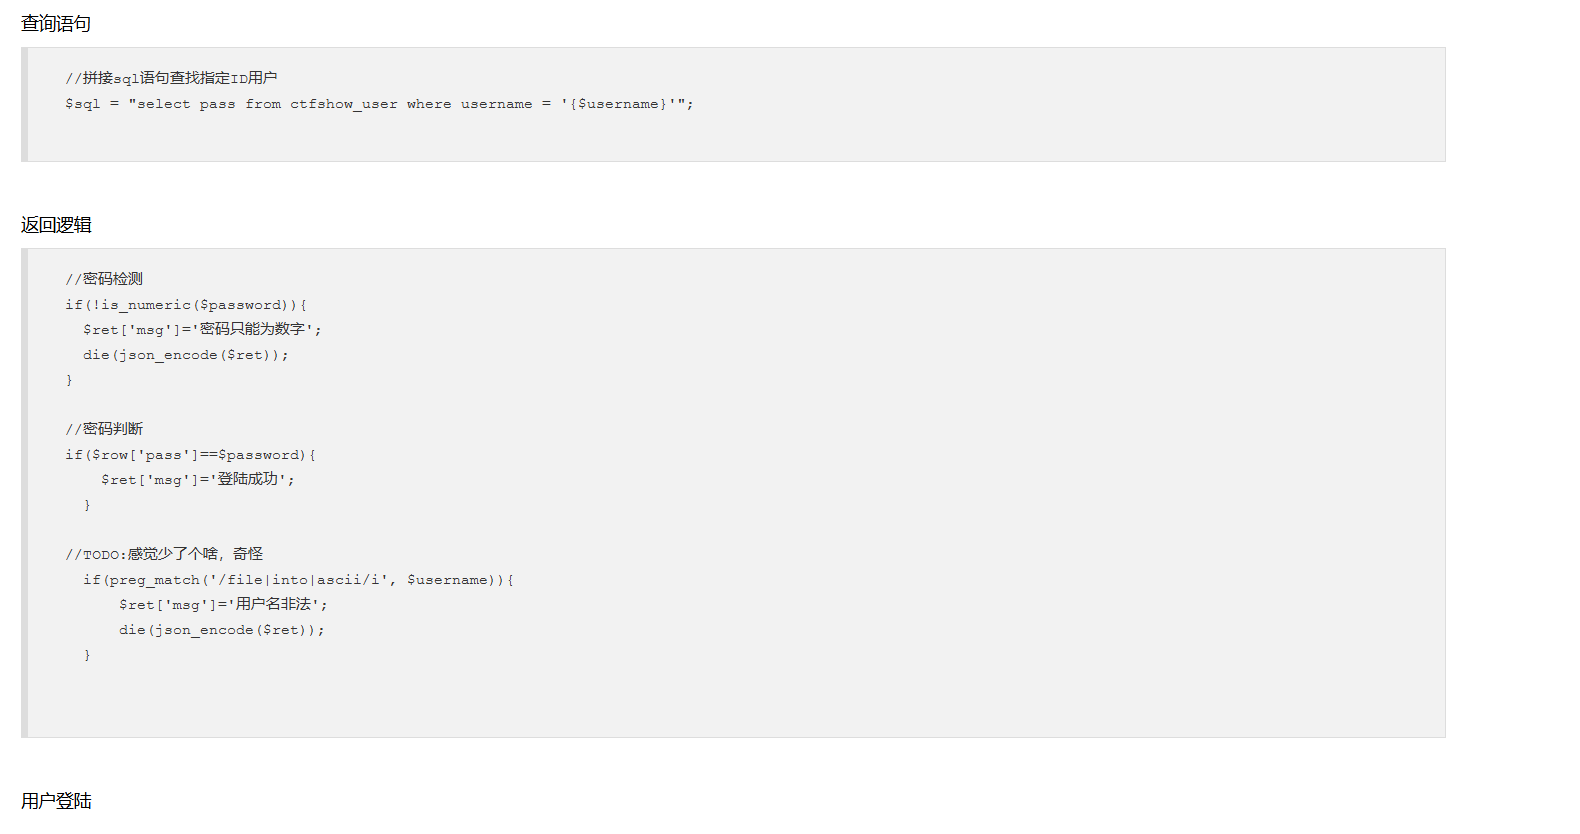 查询语句
//拼接sql语句查找指定ID用户
$sql = "select pass from ctfshow_user where username = '{$username}'";
返回逻辑
//密码检测
if(!is_numeric($password)){
  $ret['msg']='密码只能为数字';
  die(json_encode($ret));
}
//密码判断
if($row['pass']==$password){
    $ret['msg']='登陆成功';
  }
//TODO:感觉少了个啥，奇怪
  if(preg_match('/file|into|ascii/i', $username)){
      $ret['msg']='用户名非法';
      die(json_encode($ret));
  }
用户登陆